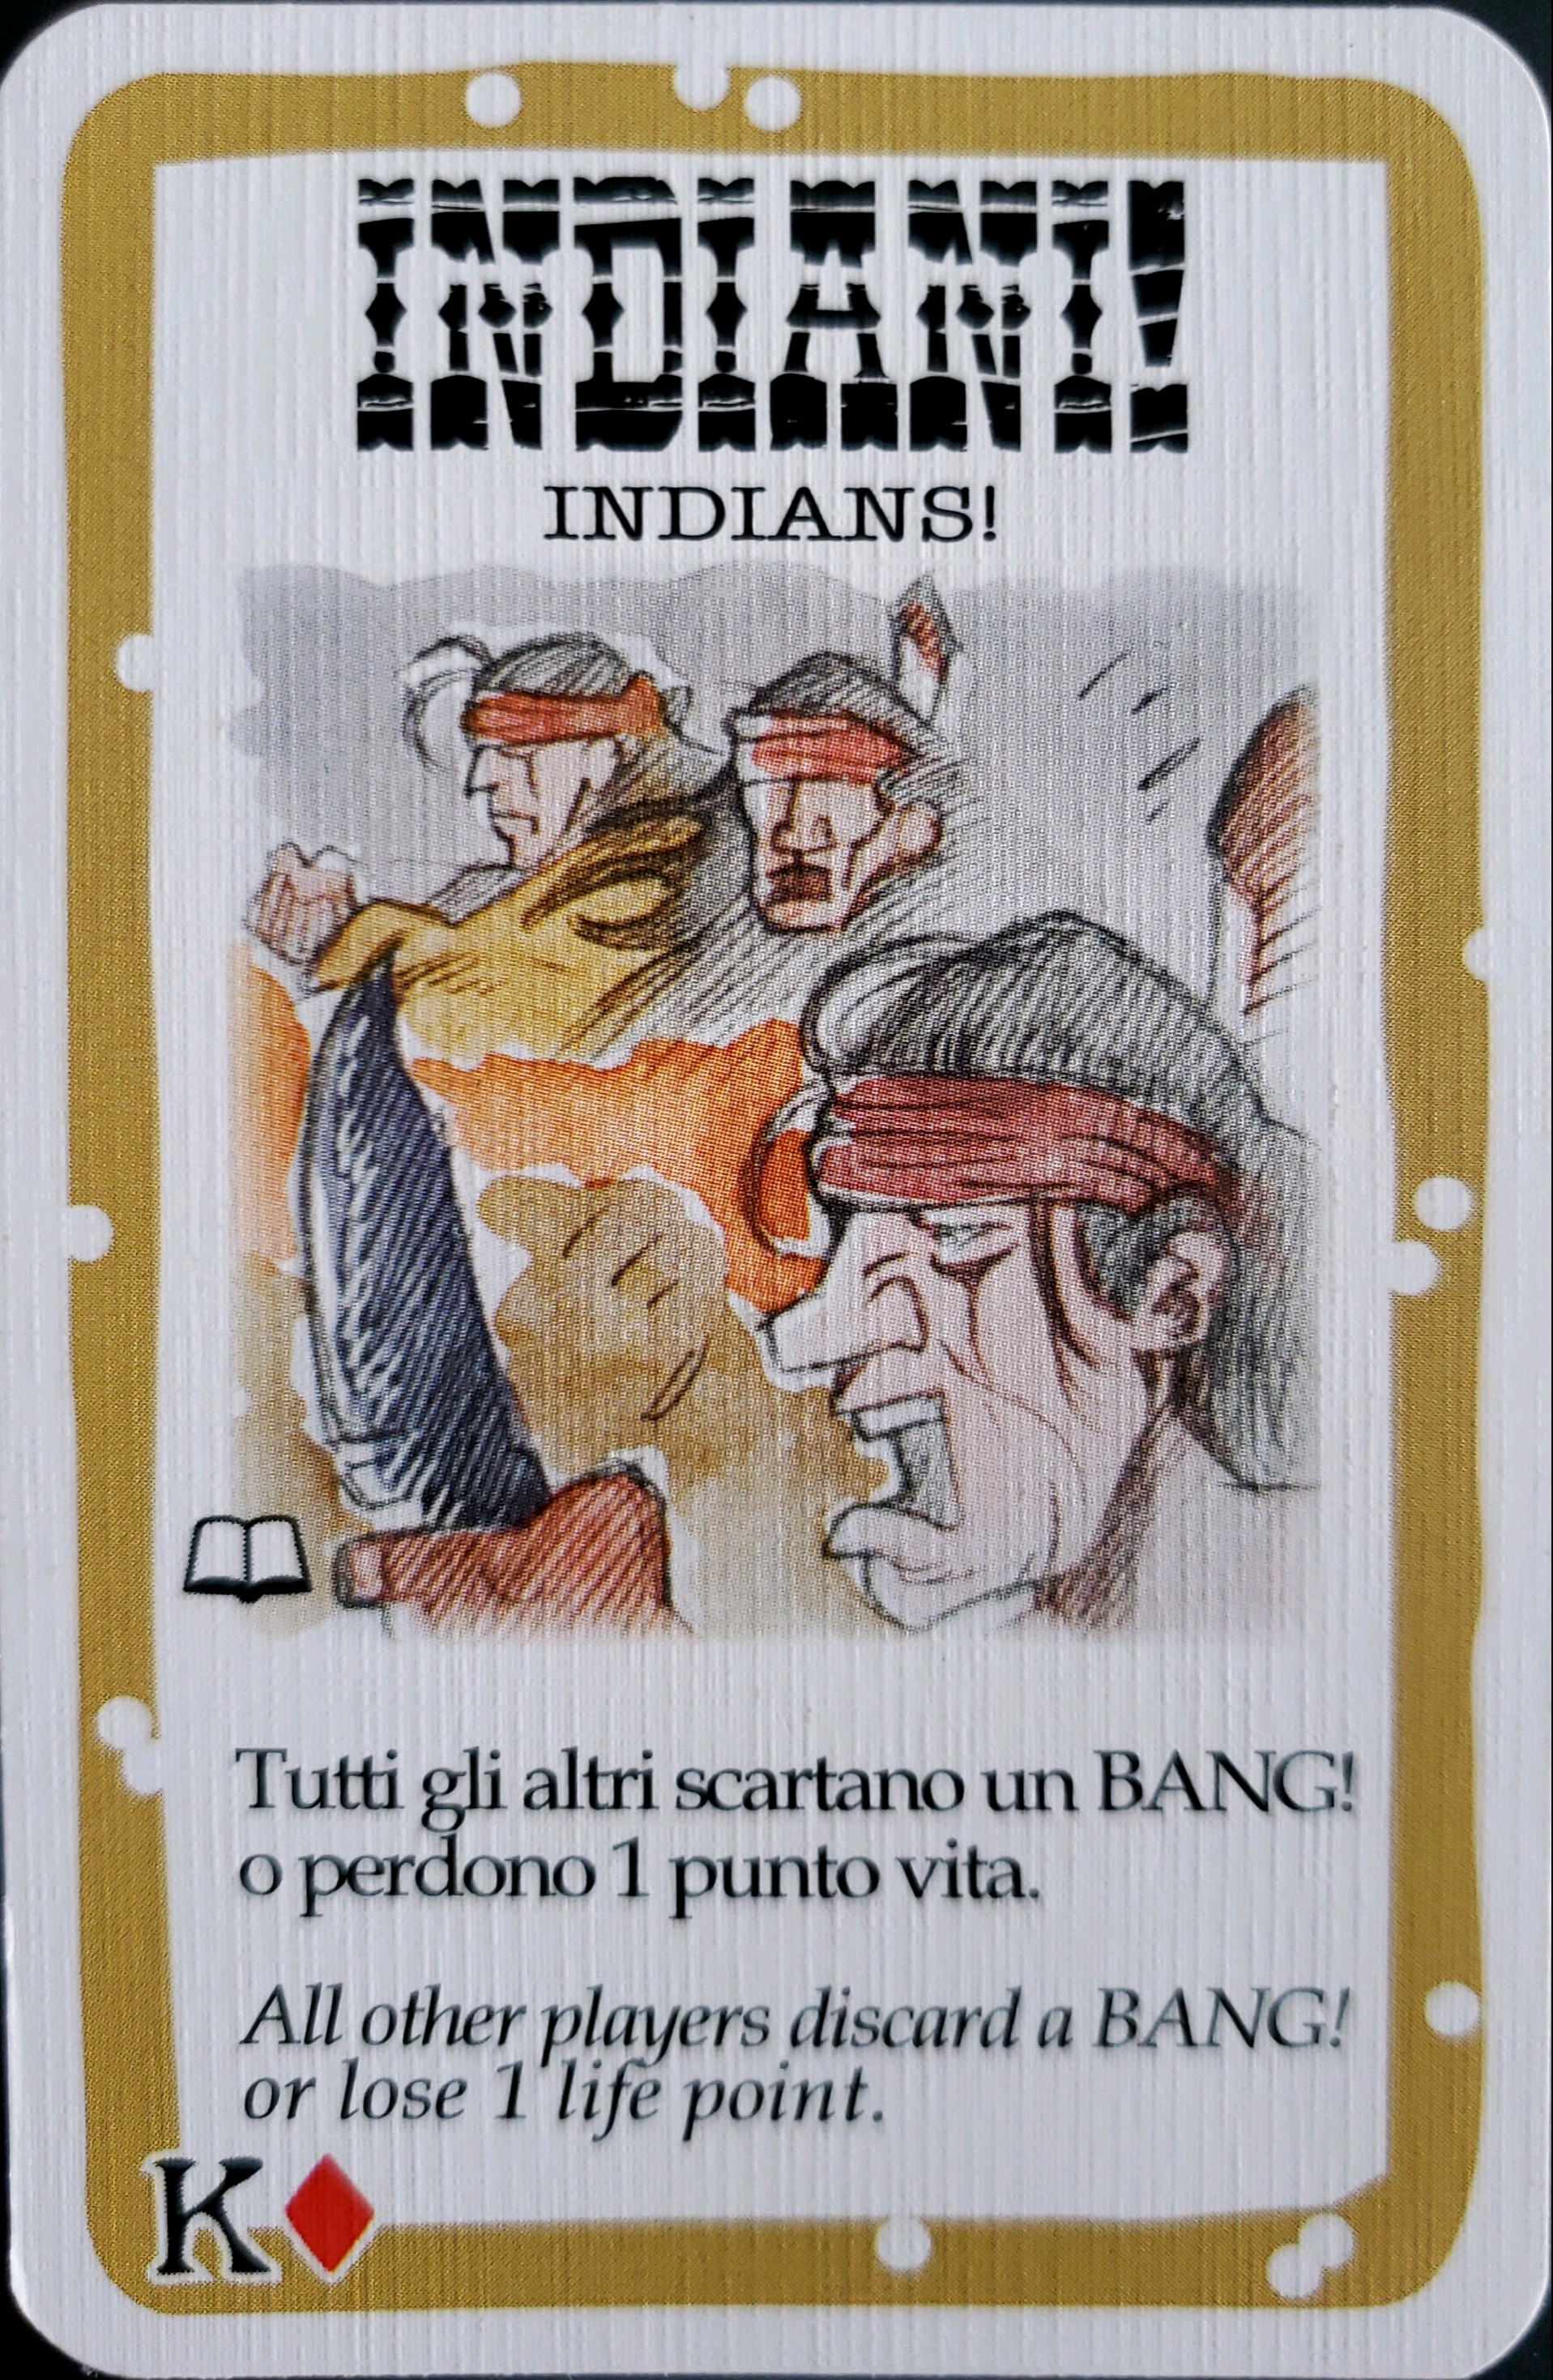 INDIANI!
INDIANS!
Tutti gli altri scartano un BANG!
o perdono 1 punto vita.
All other players discard a BANG!
or lose 1 life point.
K♦